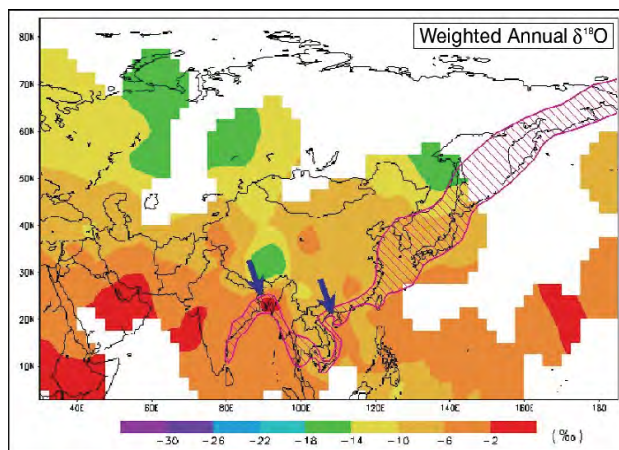 Weighted Annual δ¹⁸O
80N
70N
60N
50N
40N
30N
20N
10N
40E 60E 80E 100E 120E 140E 160E 180
-30 -26 -22 -18 -14 -10 -6 -2 (‰)